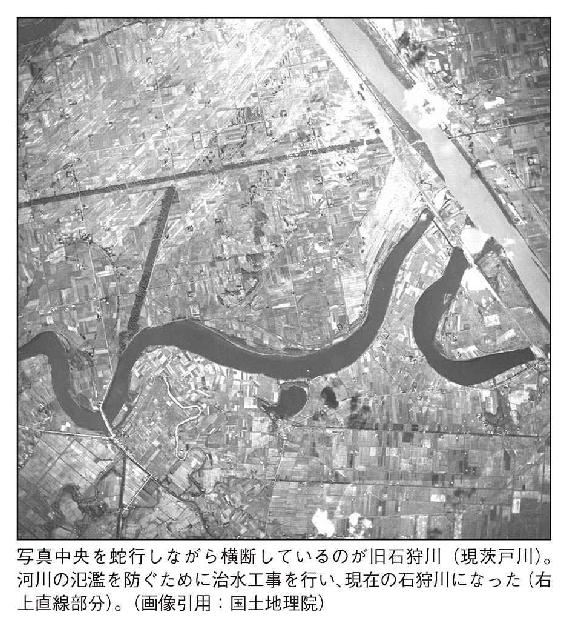 写真中央を蛇行しながら横断しているのが旧石狩川（現茨戸川）。
河川の氾濫を防ぐために治水工事を行い、現在の石狩川になった（右
上直線部分）。（画像引用：国土地理院）